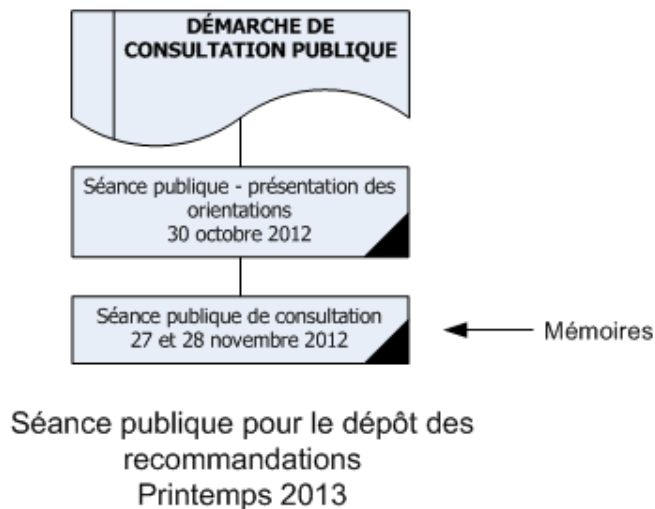 DÉMARCHE DE
CONSULTATION PUBLIQUE
Séance publique - présentation des
orientations
30 octobre 2012
Séance publique de consultation
27 et 28 novembre 2012
Mémoires
Séance publique pour le dépôt des
recommandations
Printemps 2013